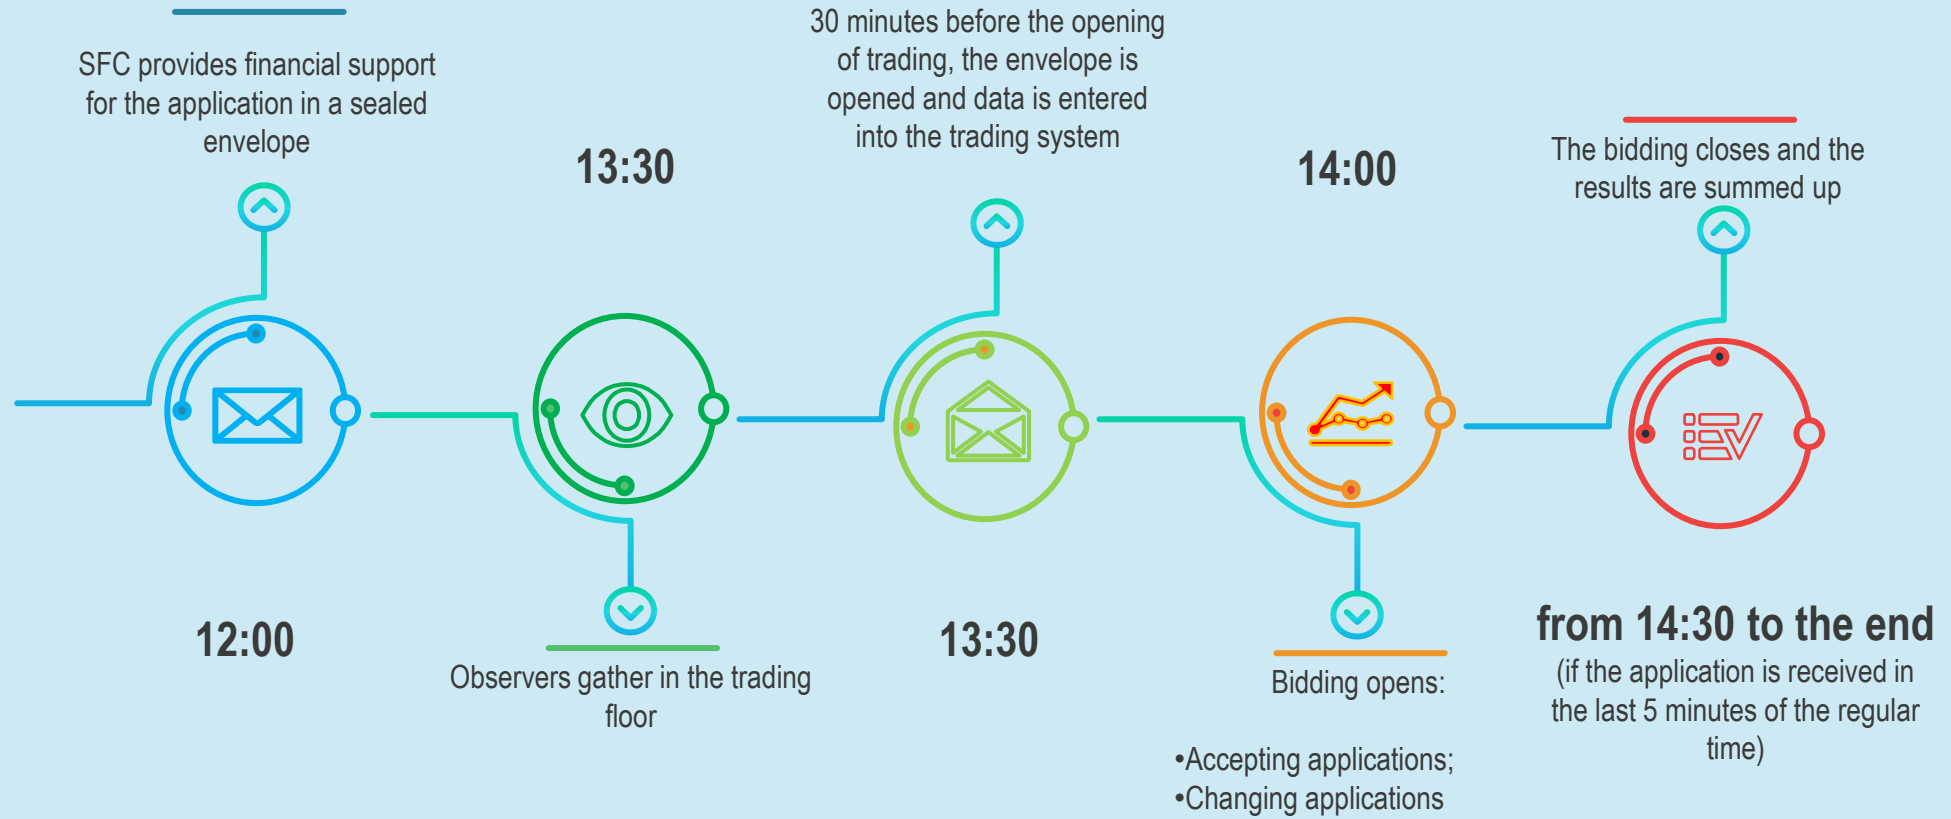 SFC provides financial support
for the application in a sealed
envelope
12:00
13:30
Observers gather in the trading
floor
30 minutes before the opening
of trading, the envelope is
opened and data is entered
into the trading system
13:30
14:00
Bidding opens:
•Accepting applications;
•Changing applications
The bidding closes and the
results are summed up
from 14:30 to the end
(if the application is received in
the last 5 minutes of the regular
time)